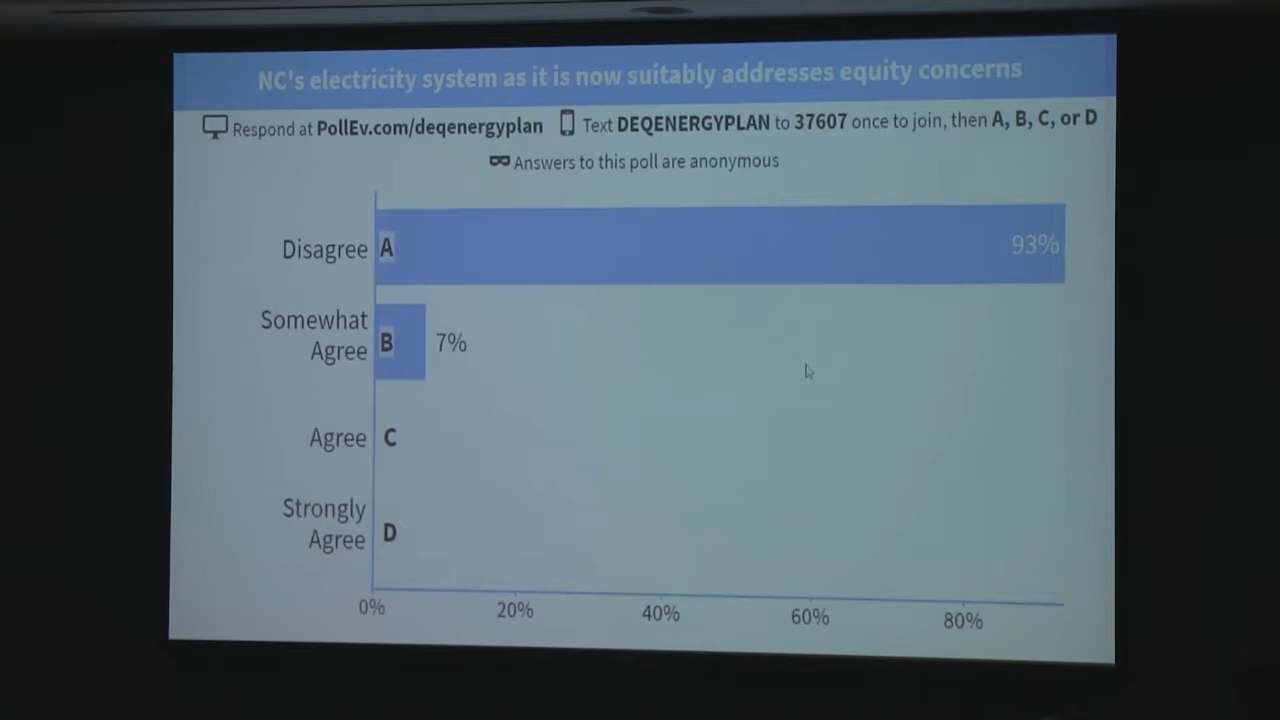 NC's electricity system as it is now suitably addresses equity concerns
Respond at PollEv.com/deqenergyplan Text DEQENERGYPLAN to 37607 once to join, then A, B, C, or D
Answers to this poll are anonymous
Disagree A 93%
Somewhat
Agree B 7%
Agree C
Strongly
Agree D
0% 20% 40% 60% 80%